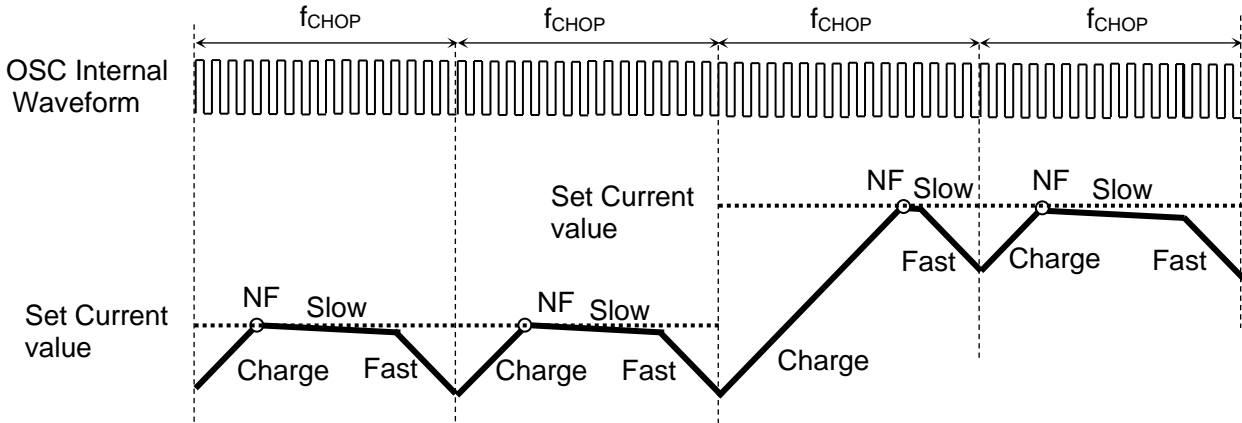 fCHOP fCHOP fCHOP fCHOP
OSC Internal
Waveform
Set Current
value
NF Slow
NF Slow
Fast Charge Fast
Set Current
value
NF Slow
NF Slow
Charge Fast
Charge Fast
Charge